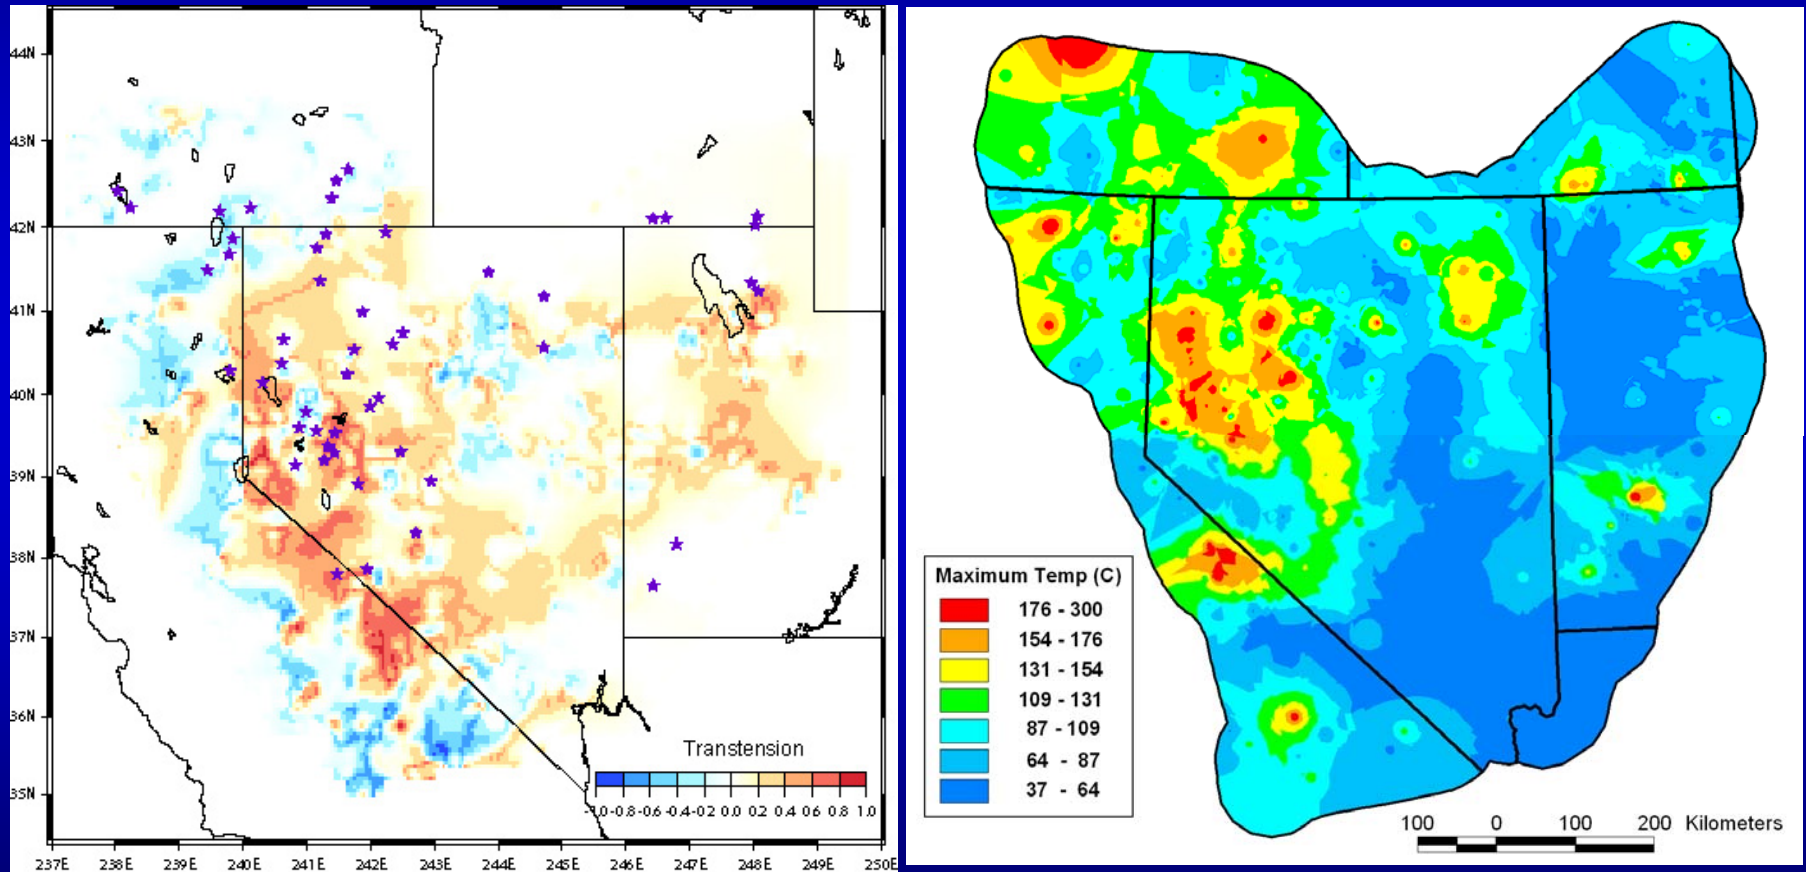 44N
43N
42N
41N
40N
39N
38N
37N
36N
35N
Transtension
-1.0 -0.8 -0.6 -0.4 -0.2 0.0 0.2 0.4 0.6 0.8 1.0
237E 238E 239E 240E 241E 242E 243E 244E 245E 246E 247E 248E 249E 250E
Maximum Temp (C)
176 - 300
154 - 176
131 - 154
109 - 131
87 - 109
64 - 87
37 - 64
100 0 100 200 Kilometers